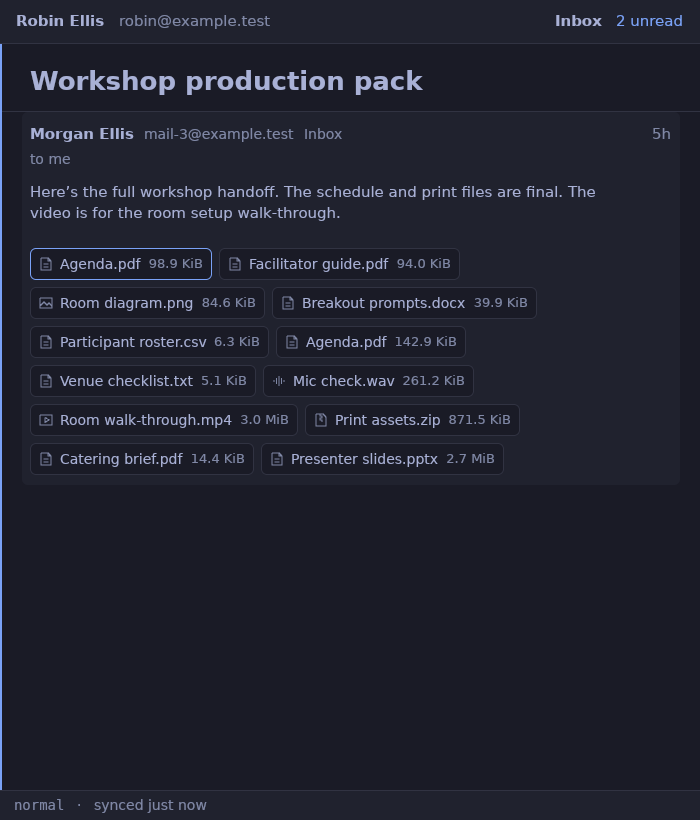 Robin Ellis robin@example.test Inbox 2 unread
Workshop production pack
Morgan Ellis mail-3@example.test Inbox 5h
to me
Here’s the full workshop handoff. The schedule and print files are final. The
video is for the room setup walk-through.
Agenda.pdf 98.9 KiB Facilitator guide.pdf 94.0 KiB
Room diagram.png 84.6 KiB Breakout prompts.docx 39.9 KiB
Participant roster.csv 6.3 KiB Agenda.pdf 142.9 KiB
Venue checklist.txt 5.1 KiB Mic check.wav 261.2 KiB
Room walk-through.mp4 3.0 MiB Print assets.zip 871.5 KiB
Catering brief.pdf 14.4 KiB Presenter slides.pptx 2.7 MiB
normal · synced just now